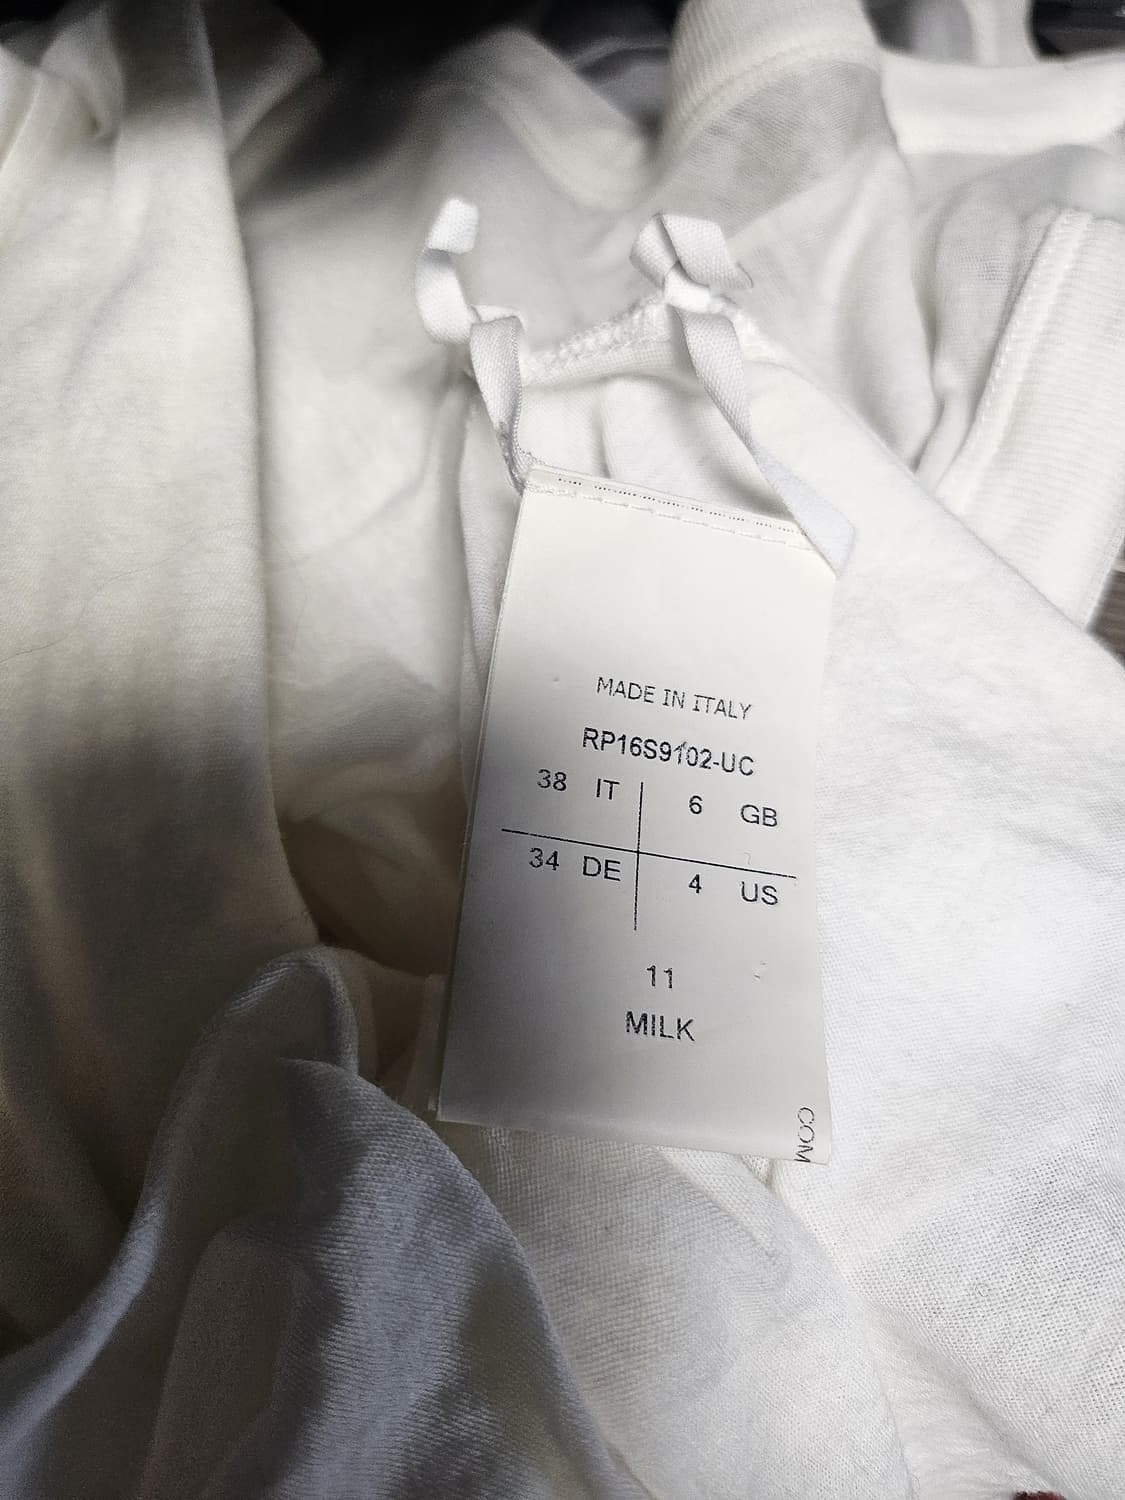 MADE IN ITALY
RP16S9102-UC
38 IT 6 GB
34 DE 4 US
11
MILK
COM